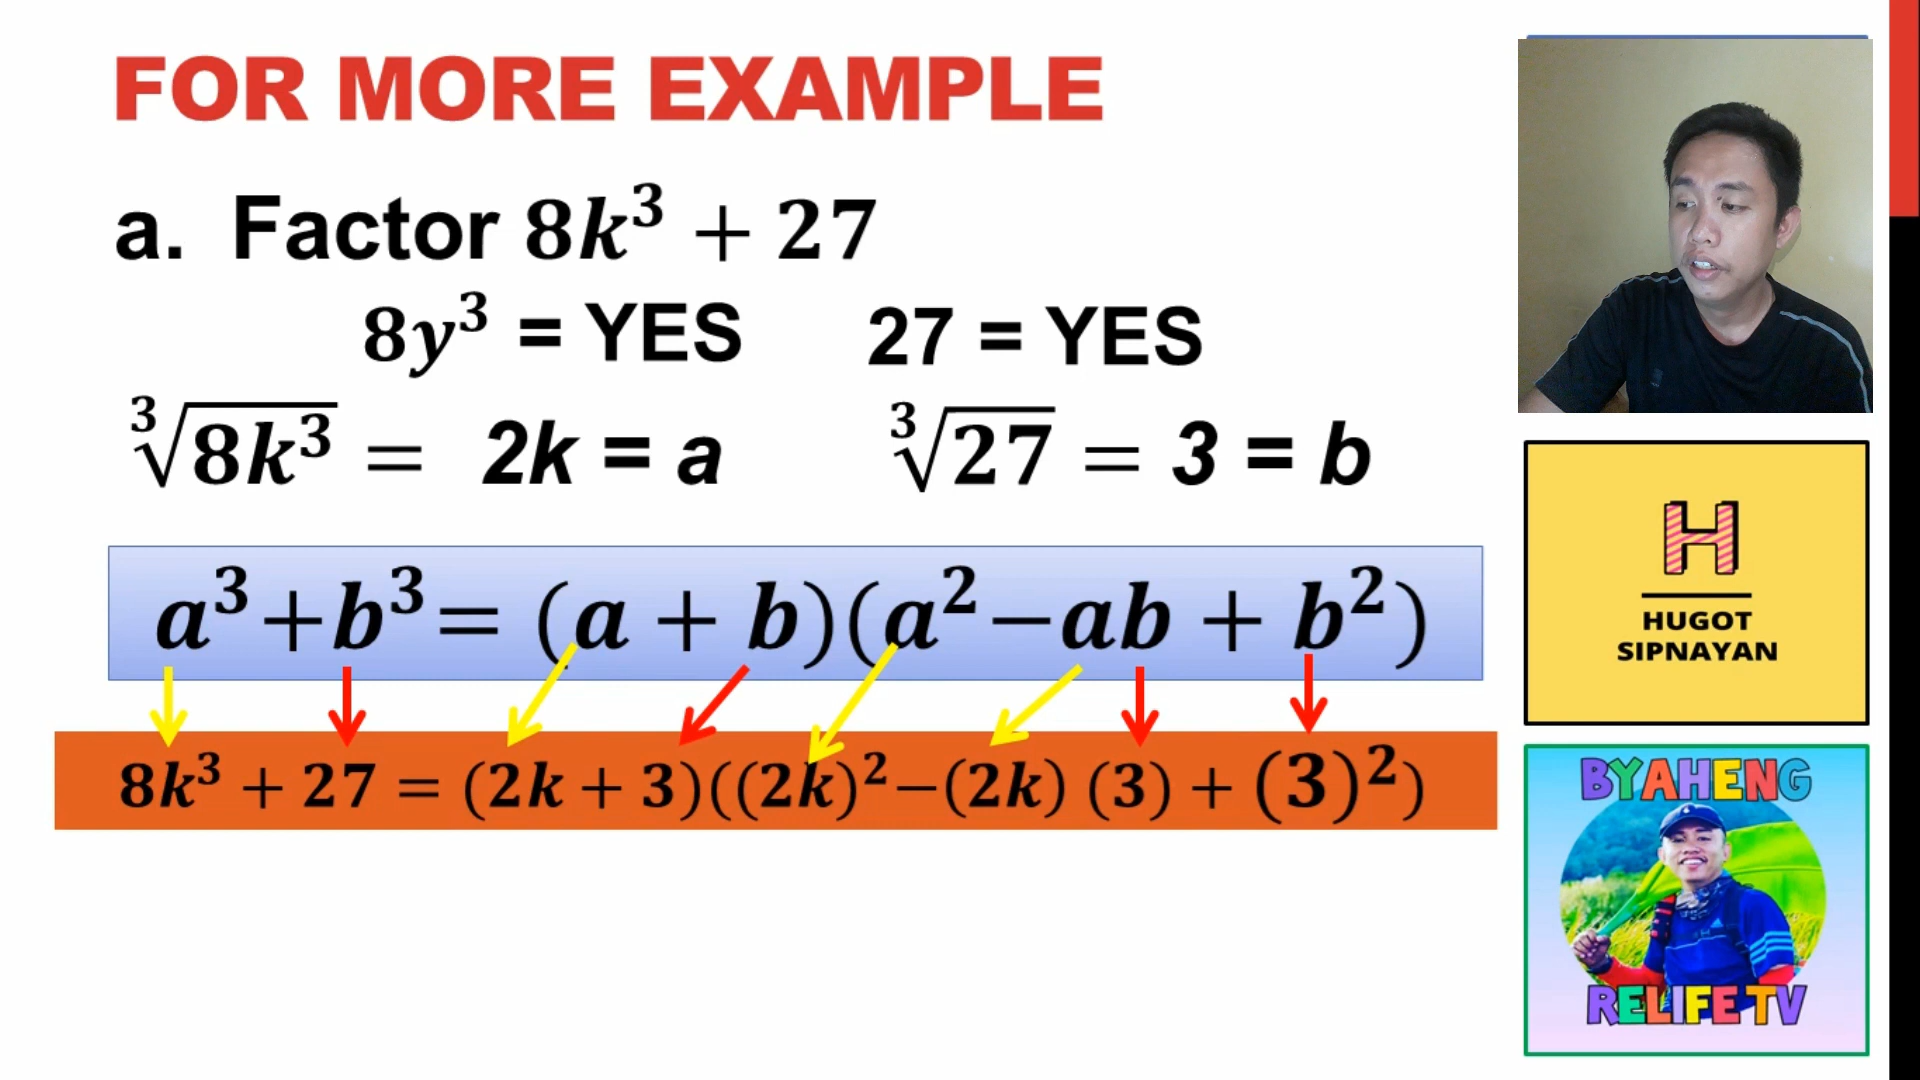 FOR MORE EXAMPLE
a. Factor 8k³ + 27
8y³ = YES 27 = YES
∛8k³ = 2k = a ∛27 = 3 = b
a³+b³= (a + b)(a²−ab + b²)
8k³ + 27 = (2k + 3)((2k)²−(2k) (3) + (3)²)
H
HUGOT
SIPNAYAN
BYAHENG
RELIFE TV